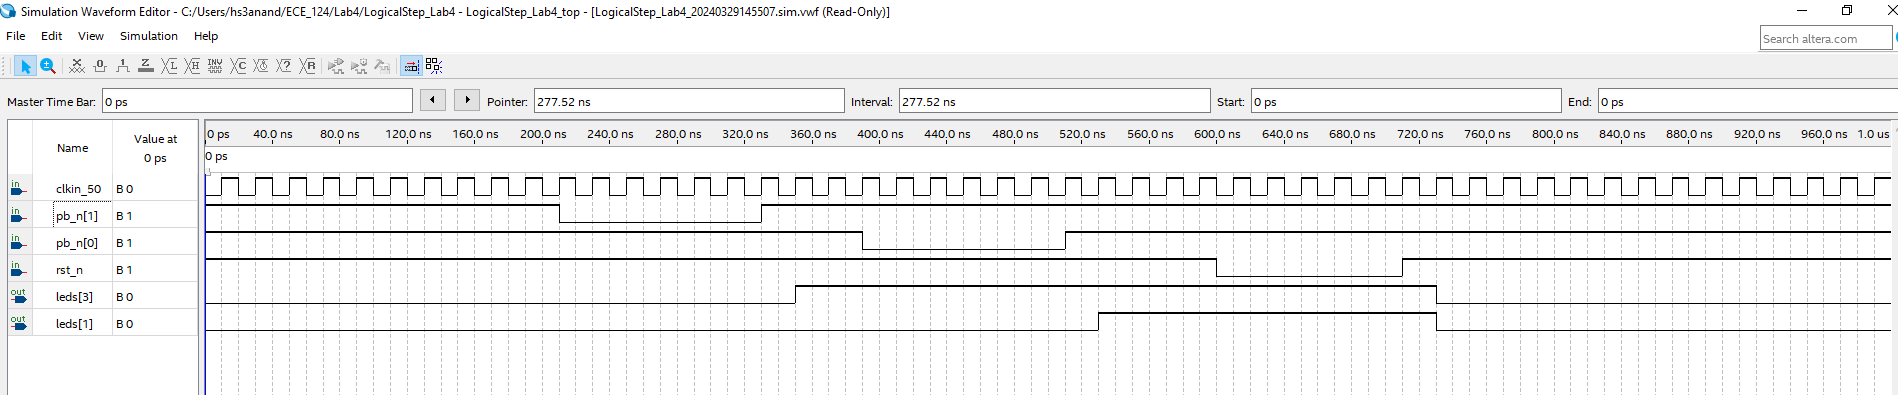 Simulation Waveform Editor - C:/Users/hs3anand/ECE_124/Lab4/LogicalStep_Lab4 - LogicalStep_Lab4_top - [LogicalStep_Lab4_20240329145507.sim.vwf (Read-Only)]
File Edit View Simulation Help
Search altera.com
Master Time Bar: 0 ps Pointer: 277.52 ns Interval: 277.52 ns Start: 0 ps End: 0 ps
Name Value at 0 ps
0 ps 40.0 ns 80.0 ns 120.0 ns 160.0 ns 200.0 ns 240.0 ns 280.0 ns 320.0 ns 360.0 ns 400.0 ns 440.0 ns 480.0 ns 520.0 ns 560.0 ns 600.0 ns 640.0 ns 680.0 ns 720.0 ns 760.0 ns 800.0 ns 840.0 ns 880.0 ns 920.0 ns 960.0 ns 1.0 us
0 ps
in clkin_50 B 0
in pb_n[1] B 1
in pb_n[0] B 1
in rst_n B 1
out leds[3] B 0
out leds[1] B 0